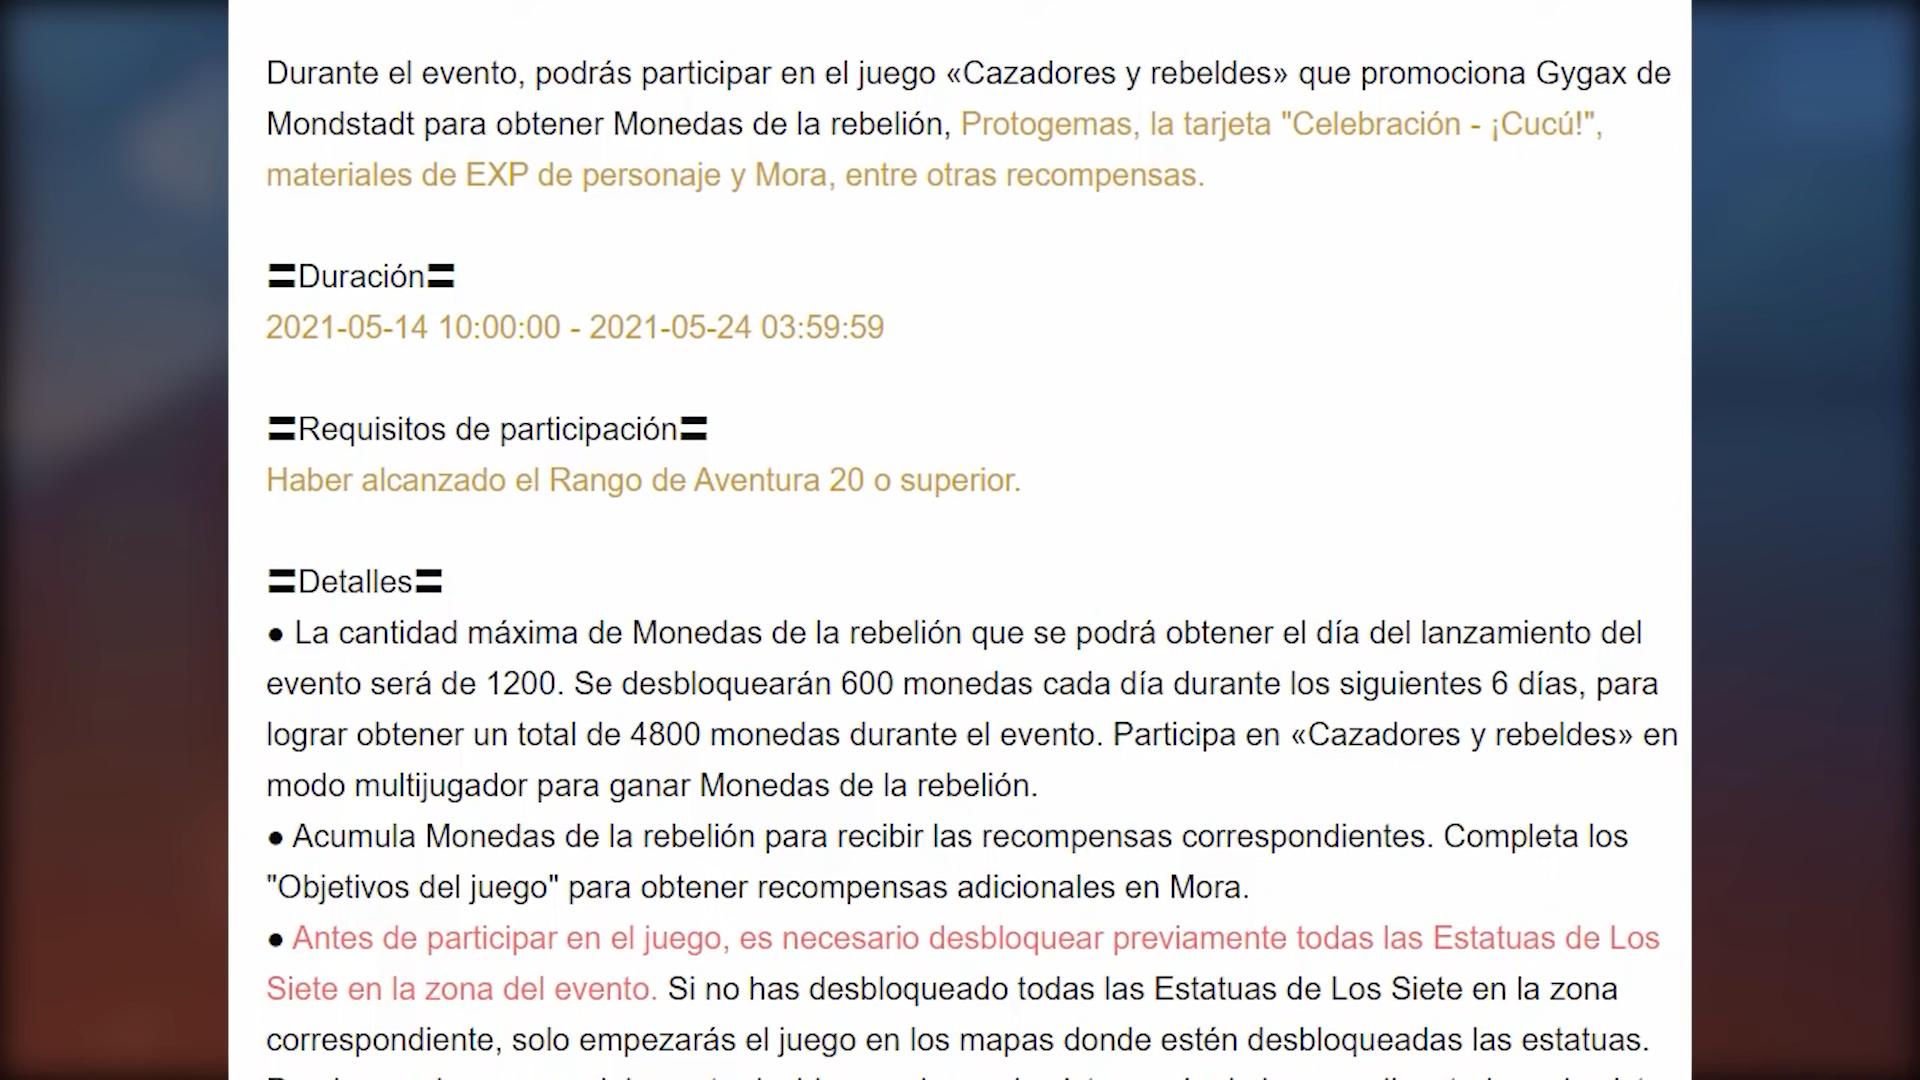 Durante el evento, podrás participar en el juego «Cazadores y rebeldes» que promociona Gygax de
Mondstadt para obtener Monedas de la rebelión, Protogemas, la tarjeta "Celebración - ¡Cucú!",
materiales de EXP de personaje y Mora, entre otras recompensas.
〓Duración〓
2021-05-14 10:00:00 - 2021-05-24 03:59:59
〓Requisitos de participación〓
Haber alcanzado el Rango de Aventura 20 o superior.
〓Detalles〓
● La cantidad máxima de Monedas de la rebelión que se podrá obtener el día del lanzamiento del
evento será de 1200. Se desbloquearán 600 monedas cada día durante los siguientes 6 días, para
lograr obtener un total de 4800 monedas durante el evento. Participa en «Cazadores y rebeldes» en
modo multijugador para ganar Monedas de la rebelión.
● Acumula Monedas de la rebelión para recibir las recompensas correspondientes. Completa los
"Objetivos del juego" para obtener recompensas adicionales en Mora.
● Antes de participar en el juego, es necesario desbloquear previamente todas las Estatuas de Los
Siete en la zona del evento. Si no has desbloqueado todas las Estatuas de Los Siete en la zona
correspondiente, solo empezarás el juego en los mapas donde estén desbloqueadas las estatuas.